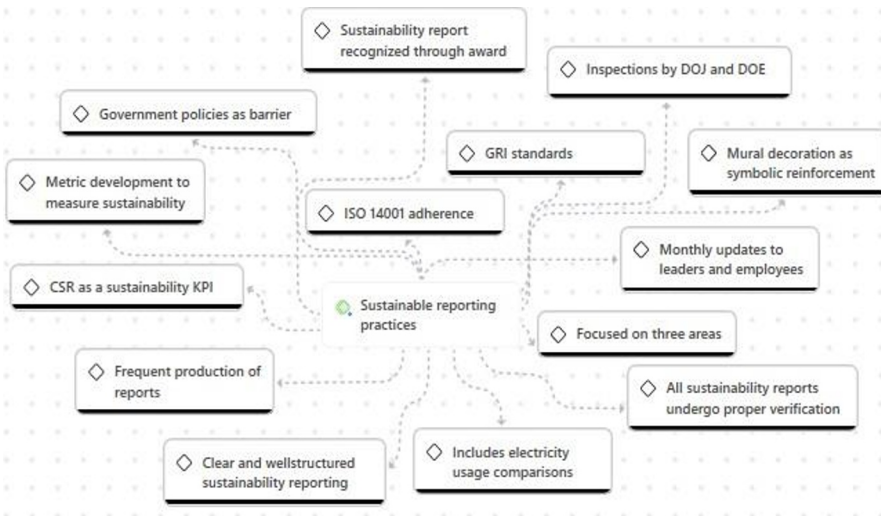 Sustainability report
recognized through award
Inspections by DOJ and DOE
Government policies as barrier
GRI standards
Mural decoration as
symbolic reinforcement
Metric development to
measure sustainability
ISO 14001 adherence
Monthly updates to
leaders and employees
CSR as a sustainability KPI
Sustainable reporting
practices
Focused on three areas
Frequent production of
reports
All sustainability reports
undergo proper verification
Clear and wellstructured
sustainability reporting
Includes electricity
usage comparisons